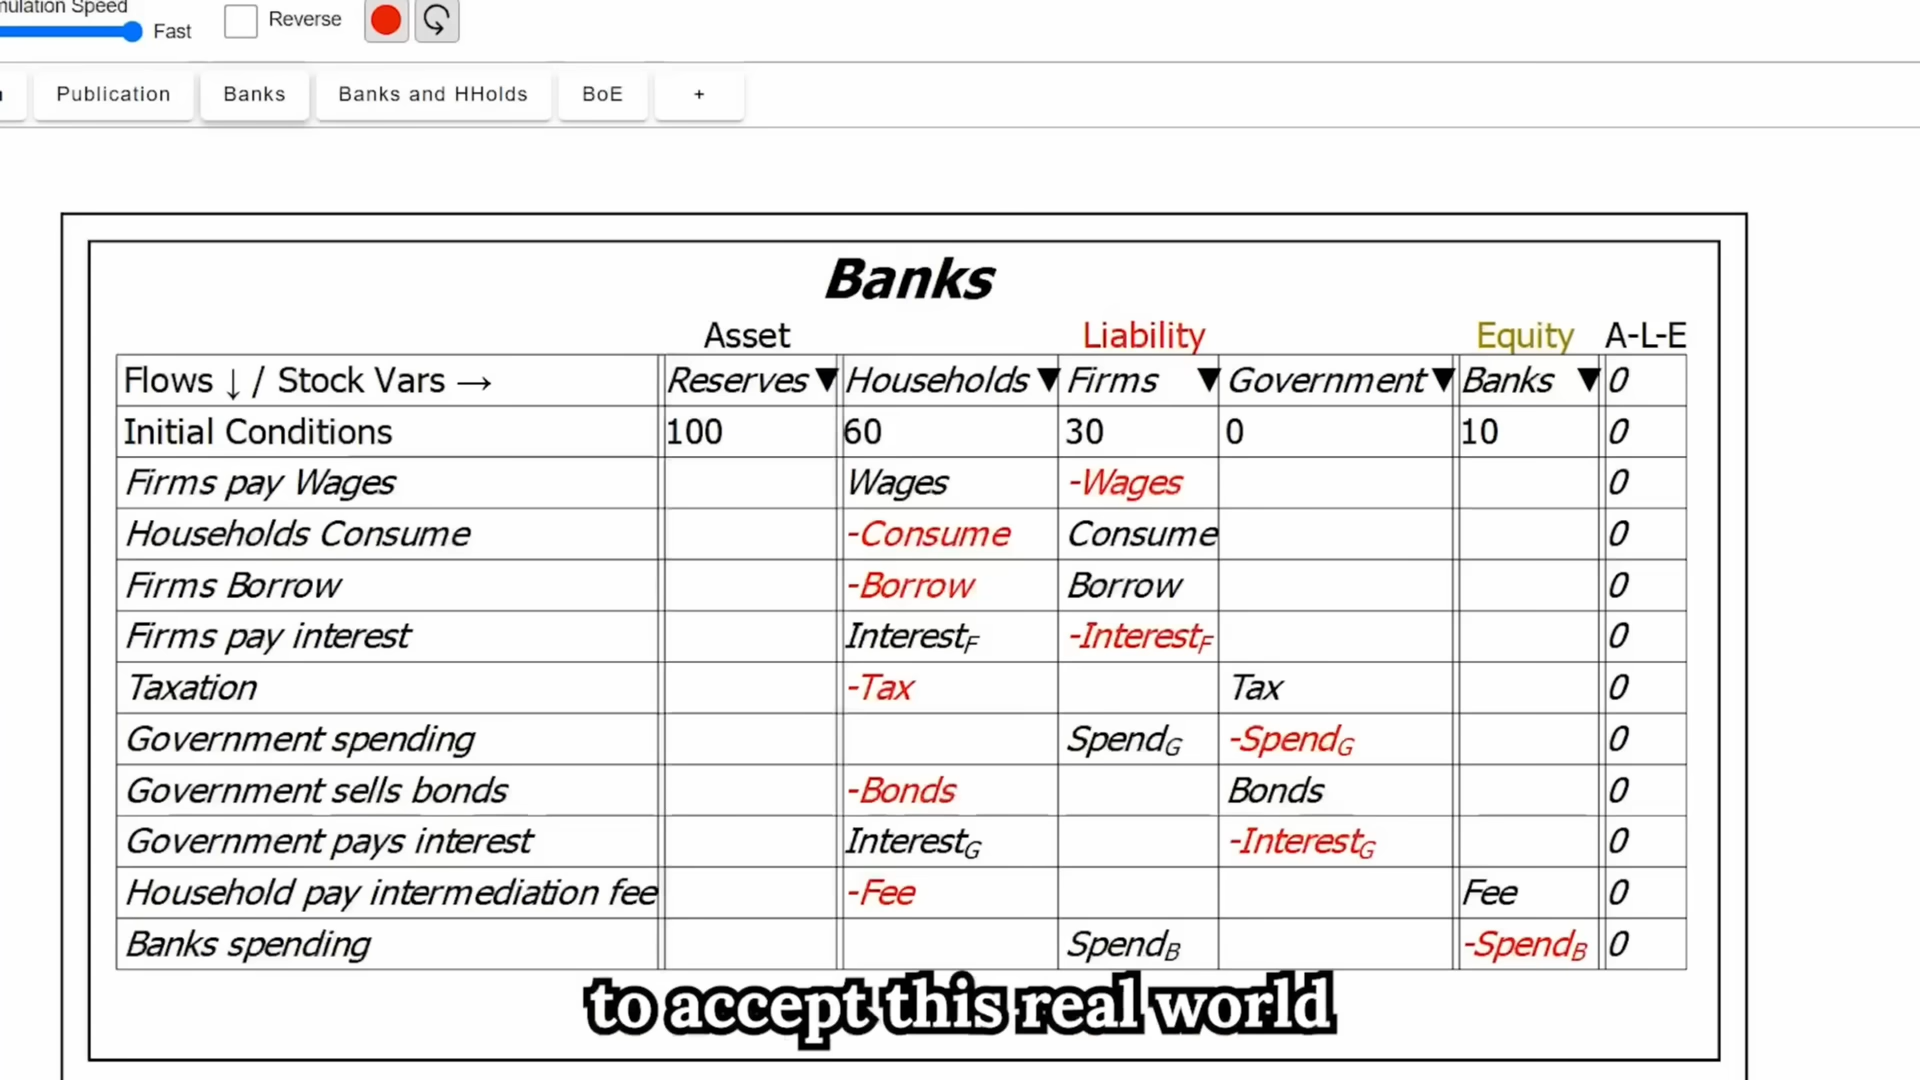 mulation Speed
Fast
Reverse
Publication
Banks
Banks and HHolds
BoE
+
Banks
Asset Liability Equity A-L-E
Flows ↓ / Stock Vars → Reserves ▼ Households ▼ Firms ▼ Government ▼ Banks ▼ 0
Initial Conditions 100 60 30 0 10 0
Firms pay Wages Wages -Wages 0
Households Consume -Consume Consume 0
Firms Borrow -Borrow Borrow 0
Firms pay interest InterestF -InterestF 0
Taxation -Tax Tax 0
Government spending SpendG -SpendG 0
Government sells bonds -Bonds Bonds 0
Government pays interest InterestG -InterestG 0
Household pay intermediation fee -Fee Fee 0
Banks spending SpendB -SpendB 0
to accept this real world